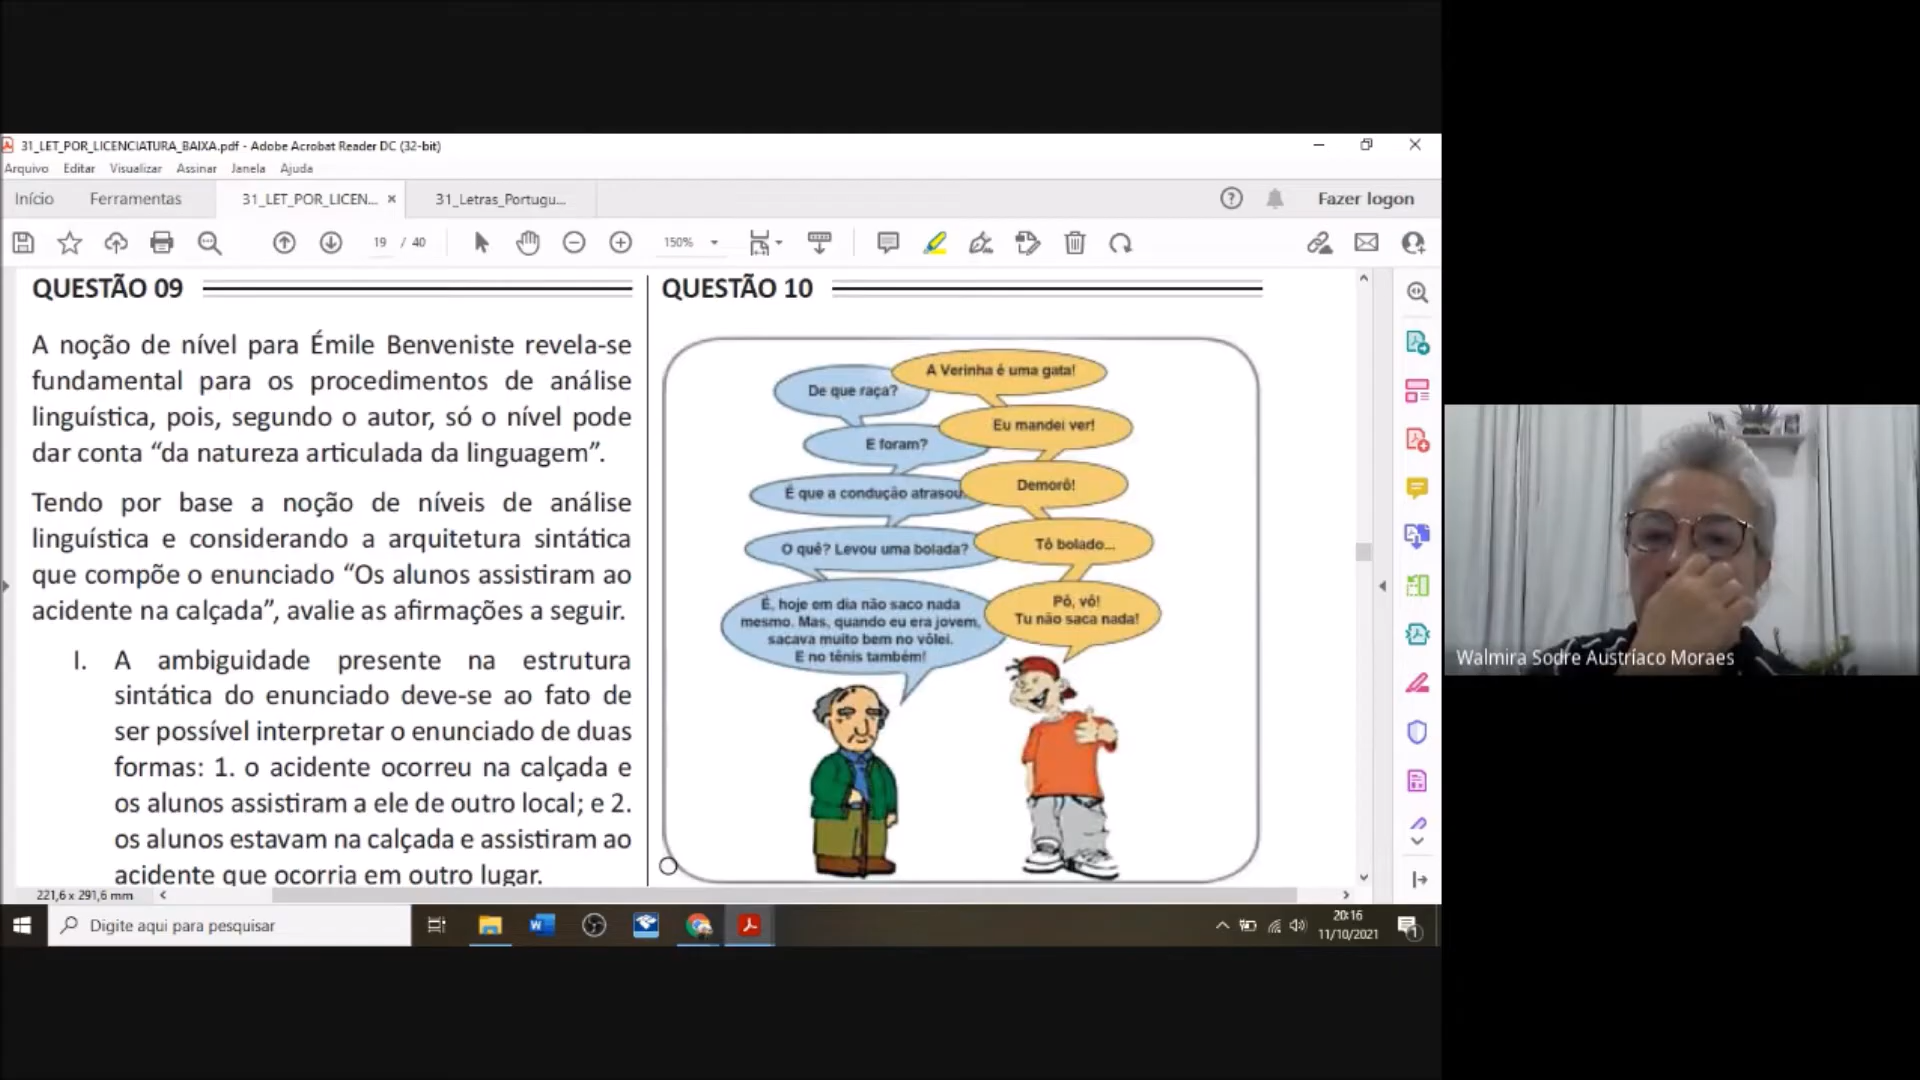 31_LET_POR_LICENCIATURA_BAIXA.pdf - Adobe Acrobat Reader DC (32-bit)
Arquivo Editar Visualizar Assinar Janela Ajuda
Início Ferramentas 31_LET_POR_LICEN... 31_Letras_Portugu... Fazer logon
19 / 40 150%
QUESTÃO 09
A noção de nível para Émile Benveniste revela-se
fundamental para os procedimentos de análise
linguística, pois, segundo o autor, só o nível pode
dar conta “da natureza articulada da linguagem”.
Tendo por base a noção de níveis de análise
linguística e considerando a arquitetura sintática
que compõe o enunciado “Os alunos assistiram ao
acidente na calçada”, avalie as afirmações a seguir.
I. A ambiguidade presente na estrutura
sintática do enunciado deve-se ao fato de
ser possível interpretar o enunciado de duas
formas: 1. o acidente ocorreu na calçada e
os alunos assistiram a ele de outro local; e 2.
os alunos estavam na calçada e assistiram ao
acidente que ocorria em outro lugar.
QUESTÃO 10
A Verinha é uma gata!
De que raça?
Eu mandei ver!
E foram?
Demorô!
É que a condução atrasou.
Tô bolado...
O quê? Levou uma bolada?
Pô, vô!
Tu não saca nada!
É, hoje em dia não saco nada
mesmo. Mas, quando eu era jovem,
sacava muito bem no vôlei.
E no tênis também!
Walmira Sodre Austríaco Moraes
221,6 x 291,6 mm
Digite aqui para pesquisar
20:16
11/10/2021
1